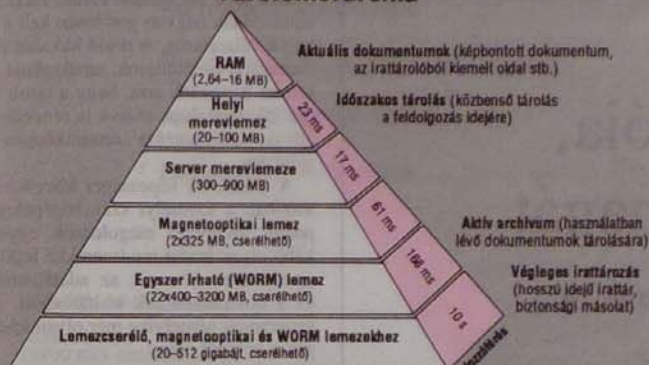 RAM
(2,64–16 MB)
Helyi
merevlemez
(20–100 MB)
Server merevlemeze
(300–900 MB)
Magnetooptikai lemez
(2x325 MB, cserélhető)
Egyszer írható (WORM) lemez
(22x400–3200 MB, cserélhető)
Lemezcserélő, magnetooptikai és WORM lemezekhez
(20–512 gigabájt, cserélhető)
23 ms
17 ms
61 ms
166 ms
10 s
Aktuális dokumentumok (képbontott dokumentum,
az irattárolóból kiemelt oldal stb.)
Időszakos tárolás (közbenső tárolás
a feldolgozás idejére)
Aktív archívum (használatban
lévő dokumentumok tárolására)
Végleges irattározás
(hosszú idejű irattár,
biztonsági másolat)